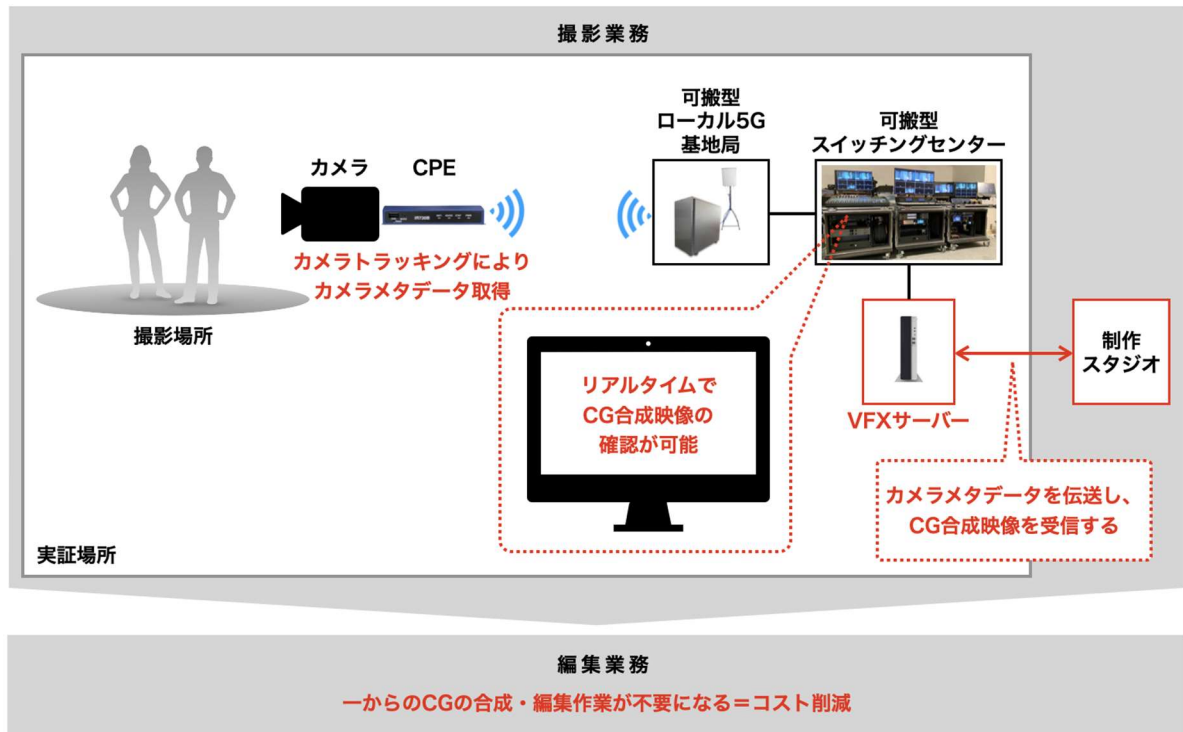 撮影業務
可搬型
ローカル5G
基地局
可搬型
スイッチングセンター
カメラ
CPE
カメラトラッキングにより
カメラメタデータ取得
撮影場所
リアルタイムで
CG合成映像の
確認が可能
VFXサーバー
制作
スタジオ
カメラメタデータを伝送し、
CG合成映像を受信する
実証場所
編集業務
一からのCGの合成・編集作業が不要になる＝コスト削減